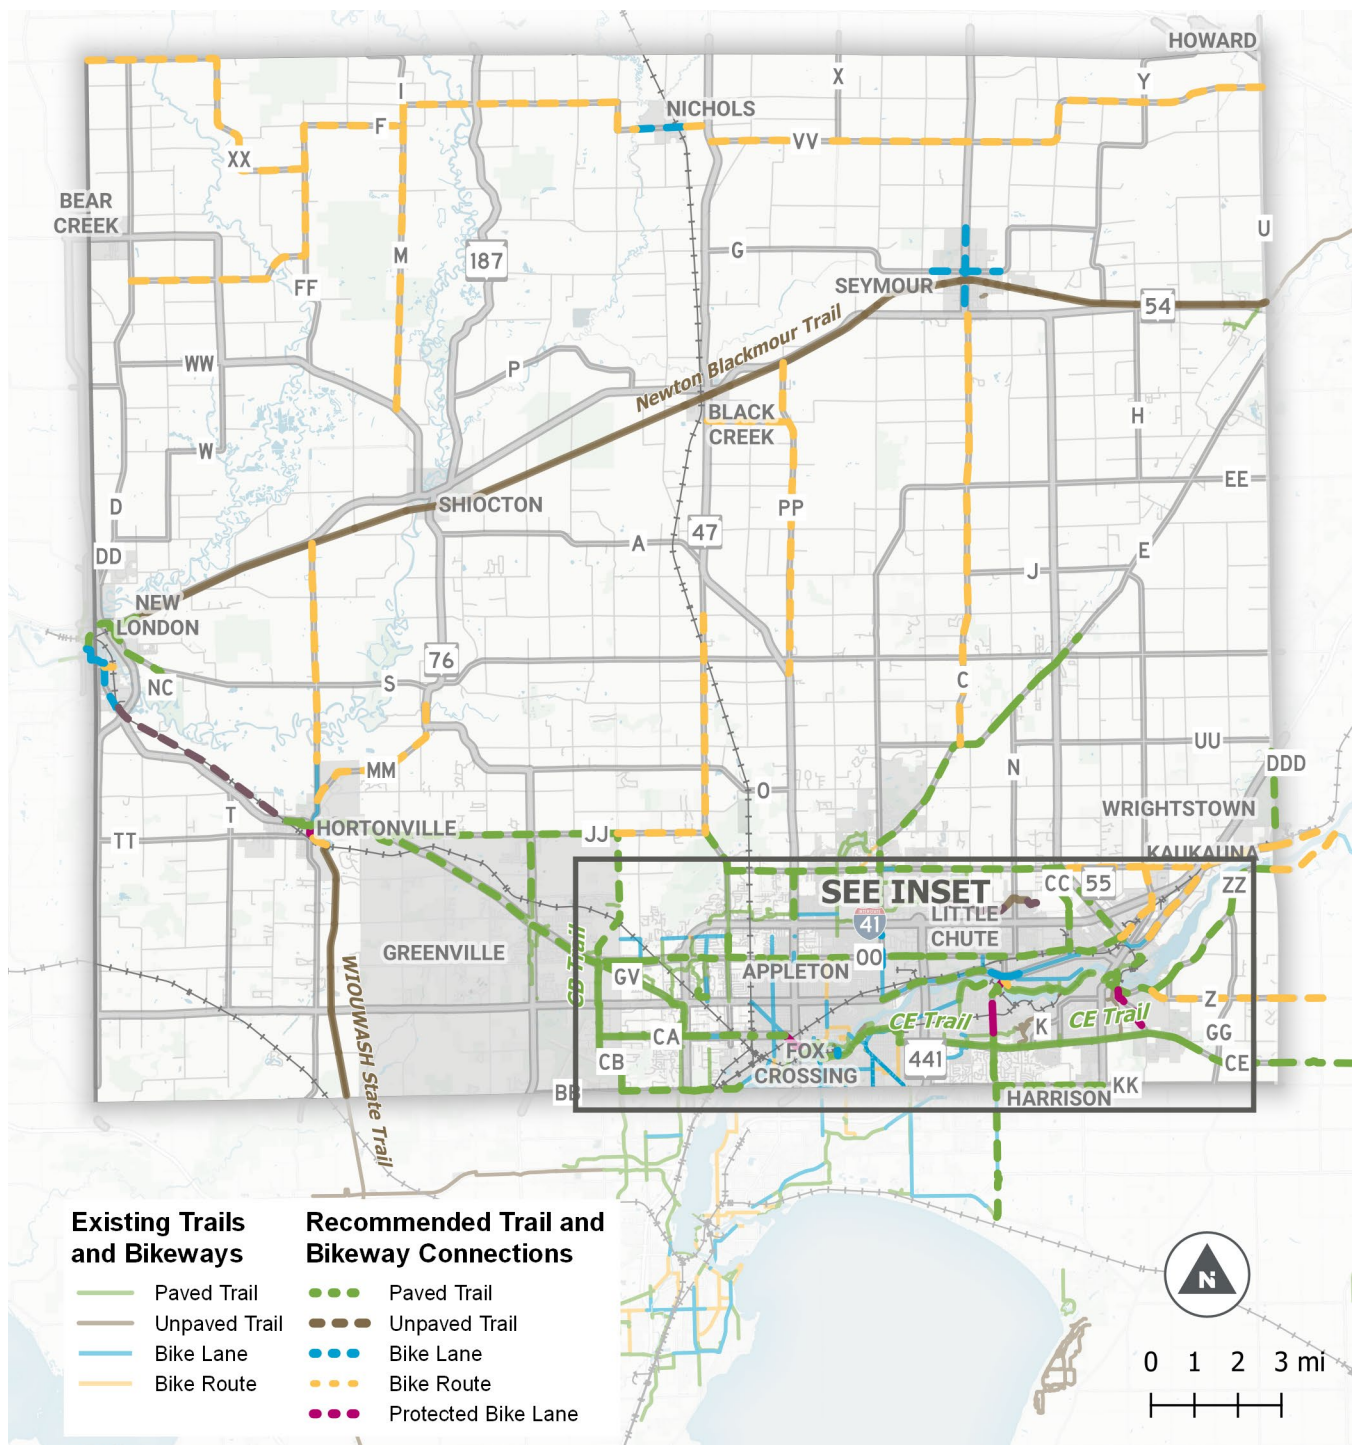 HOWARD
X
Y
I
NICHOLS
F
VV
XX
BEAR
CREEK
U
G
M
187
FF
SEYMOUR
54
Newton Blackmour Trail
WW
P
BLACK
CREEK
H
W
EE
D
SHIOCTON
PP
47
A
E
DD
J
NEW
LONDON
76
NC
S
C
UU
MM
N
DDD
O
T
WRIGHTSTOWN
HORTONVILLE
JJ
TT
KAUKAUNA
SEE INSET
CC
55
ZZ
LITTLE
CHUTE
41
GREENVILLE
CB Trail
OO
APPLETON
GV
WIOUWASH State Trail
Z
CE Trail
CE Trail
K
GG
CA
FOX
CROSSING
CB
441
CE
BB
KK
HARRISON
Existing Trails
and Bikeways
Paved Trail
Unpaved Trail
Bike Lane
Bike Route
Recommended Trail and
Bikeway Connections
Paved Trail
Unpaved Trail
Bike Lane
Bike Route
Protected Bike Lane
N
0 1 2 3 mi